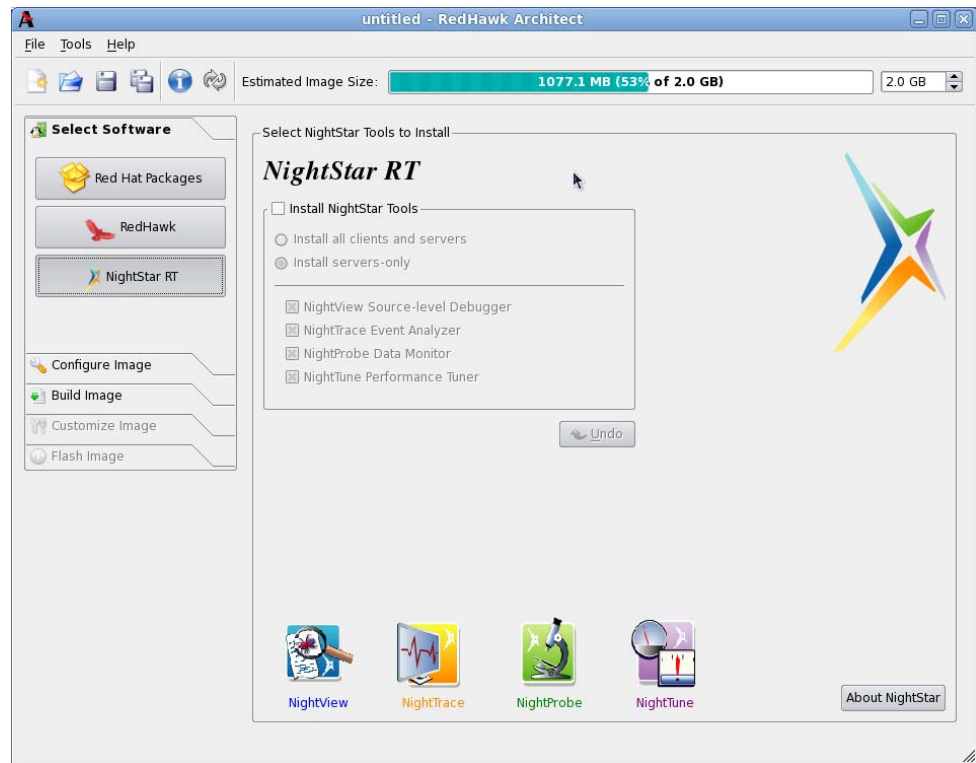 untitled - RedHawk Architect
File Tools Help
Estimated Image Size: 1077.1 MB (53% of 2.0 GB) 2.0 GB
Select Software
Red Hat Packages
RedHawk
NightStar RT
Configure Image
Build Image
Customize Image
Flash Image
Select NightStar Tools to Install
NightStar RT
Install NightStar Tools
Install all clients and servers
Install servers-only
NightView Source-level Debugger
NightTrace Event Analyzer
NightProbe Data Monitor
NightTune Performance Tuner
Undo
NightView NightTrace NightProbe NightTune
About NightStar